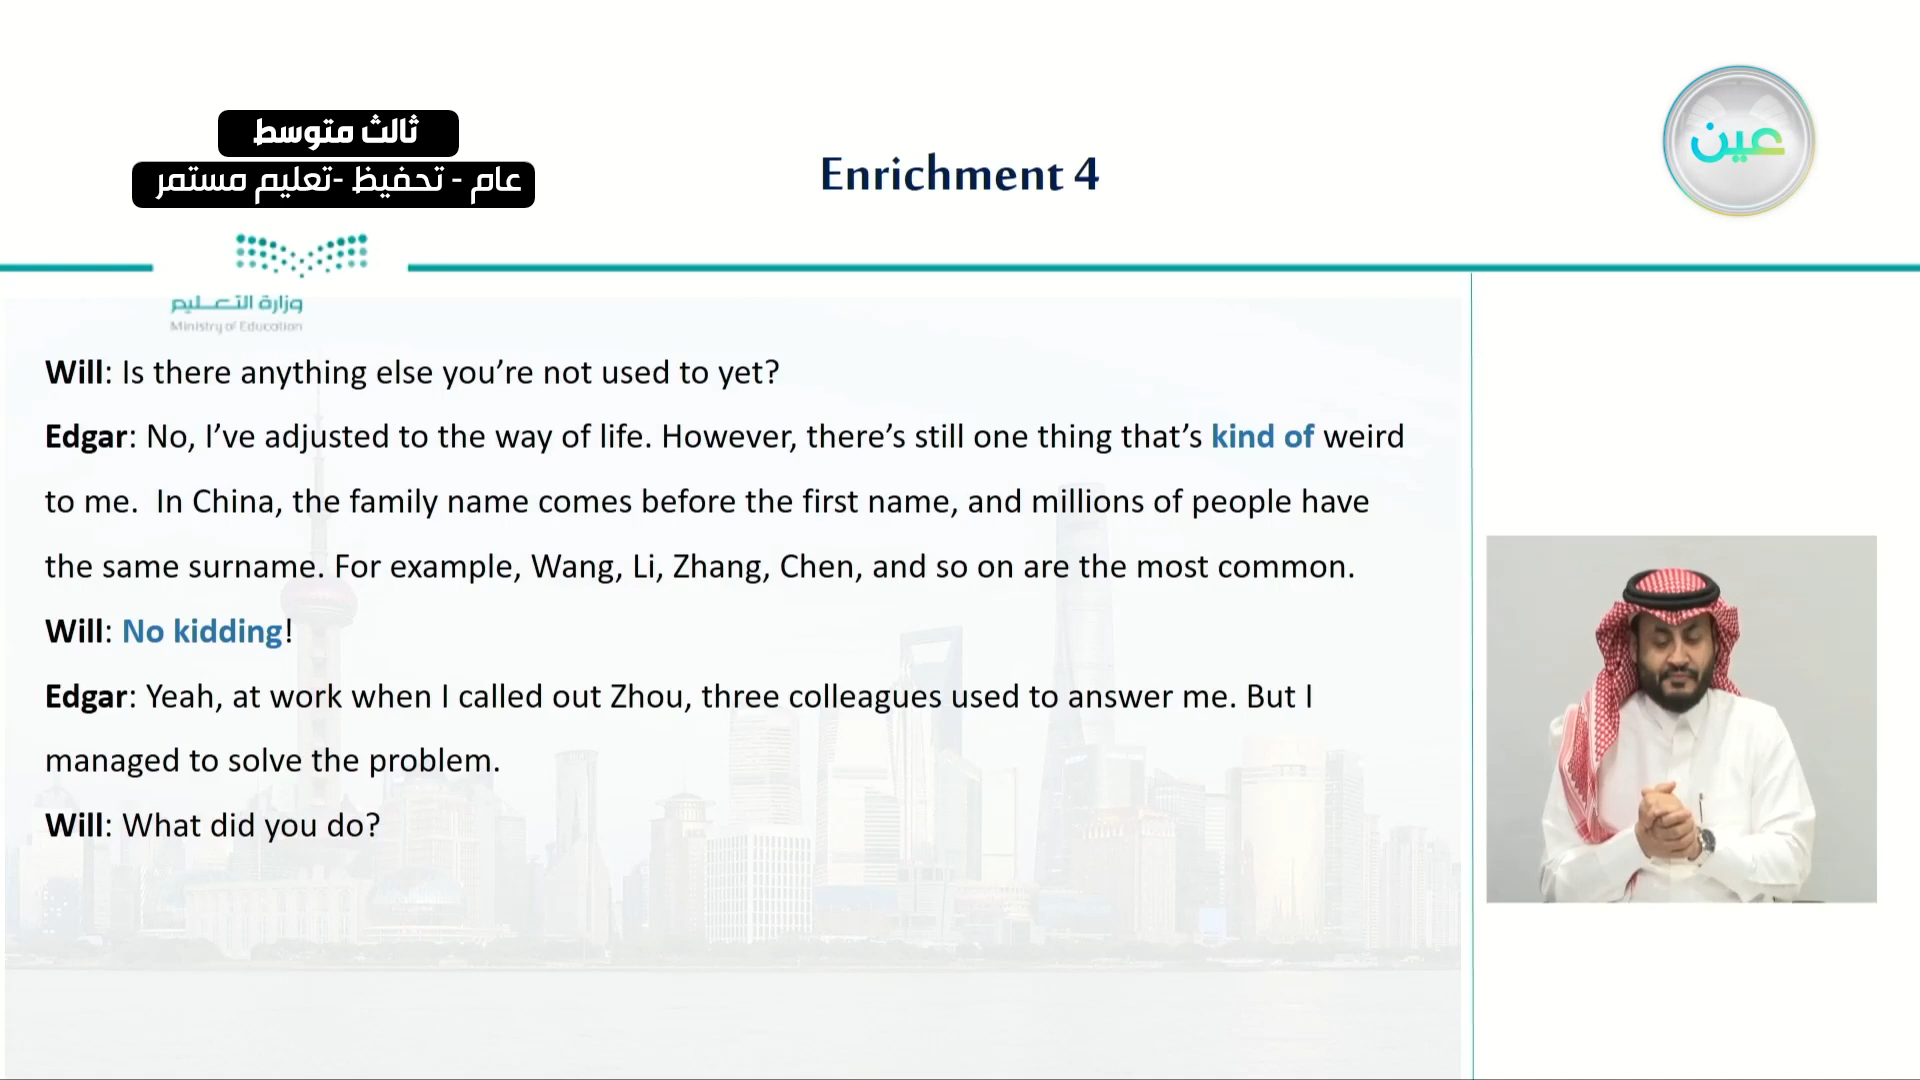 ثالث متوسط
عام - تحفيظ -تعليم مستمر
Enrichment 4
عين
وزارة التعليم
Ministry of Education
Will: Is there anything else you’re not used to yet?
Edgar: No, I’ve adjusted to the way of life. However, there’s still one thing that’s kind of weird
to me.  In China, the family name comes before the first name, and millions of people have
the same surname. For example, Wang, Li, Zhang, Chen, and so on are the most common.
Will: No kidding!
Edgar: Yeah, at work when I called out Zhou, three colleagues used to answer me. But I
managed to solve the problem.
Will: What did you do?